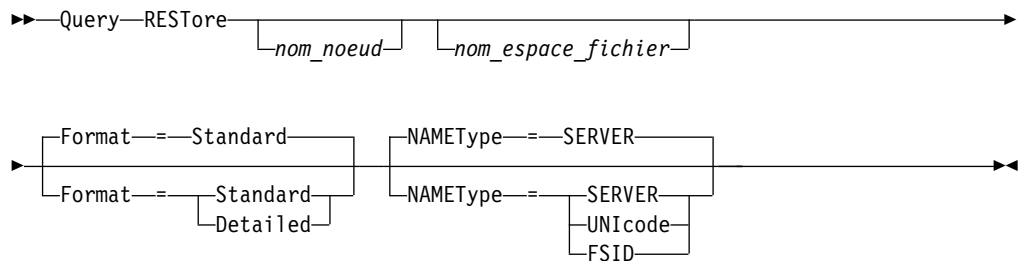 Query RESTore
nom_noeud nom_espace_fichier
Format = Standard NAMEType = SERVER
Format = Standard NAMEType = SERVER
Detailed UNIcode
FSID